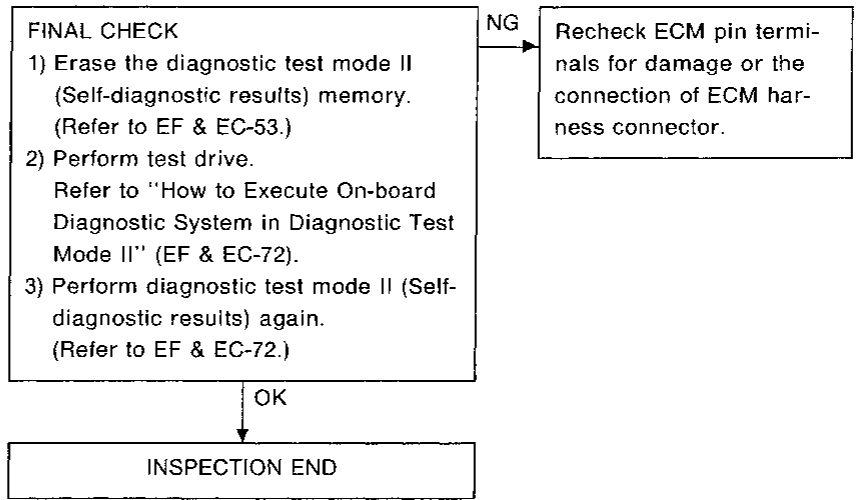 FINAL CHECK
1) Erase the diagnostic test mode II
(Self-diagnostic results) memory.
(Refer to EF & EC-53.)
2) Perform test drive.
Refer to "How to Execute On-board
Diagnostic System in Diagnostic Test
Mode II" (EF & EC-72).
3) Perform diagnostic test mode II (Self-
diagnostic results) again.
(Refer to EF & EC-72.)
NG
Recheck ECM pin termi-
nals for damage or the
connection of ECM har-
ness connector.
OK
INSPECTION END